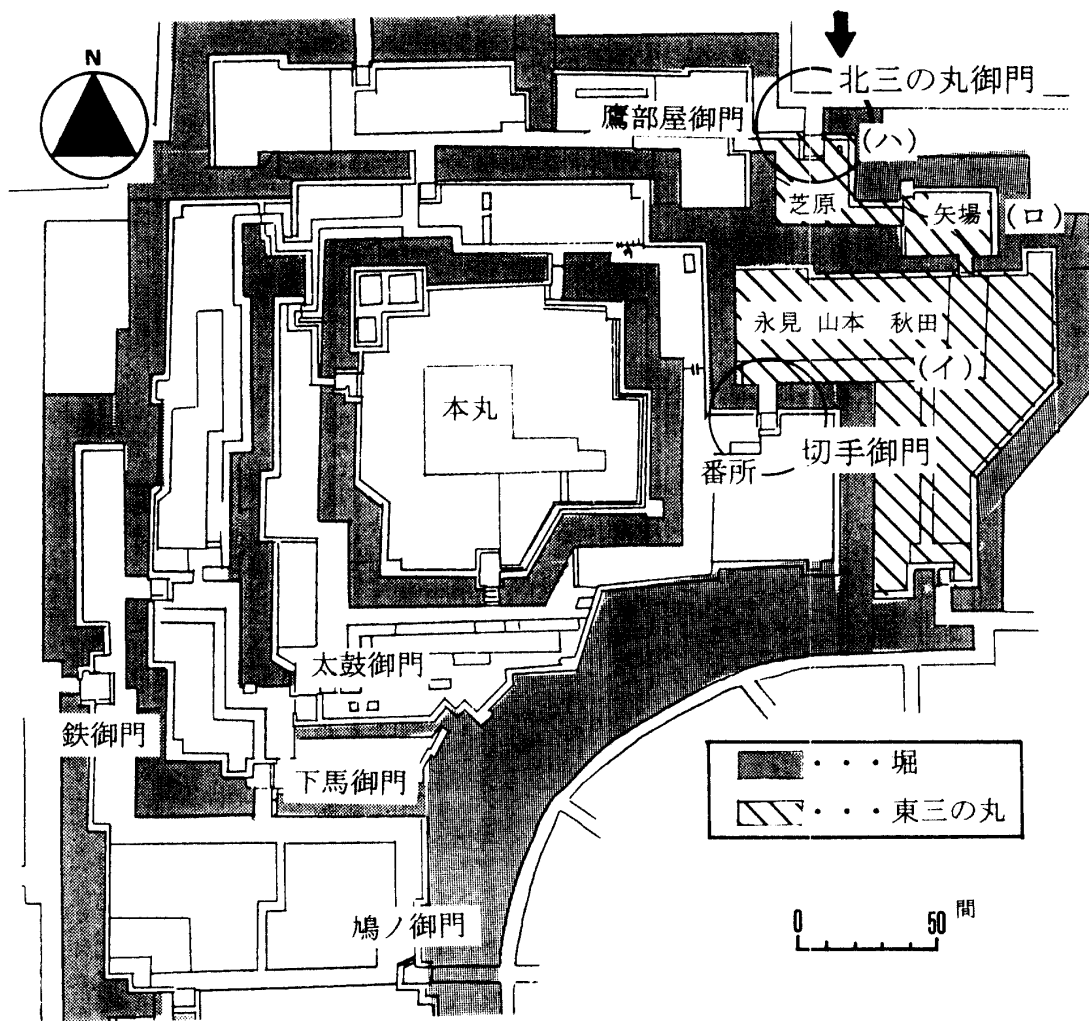 N
北三の丸御門
鷹部屋御門
(ハ)
芝原
矢場
(ロ)
永見 山本 秋田
(イ)
本丸
切手御門
番所
太鼓御門
鉄御門
下馬御門
・・・堀
・・・東三の丸
鳩ノ御門
0 50 間